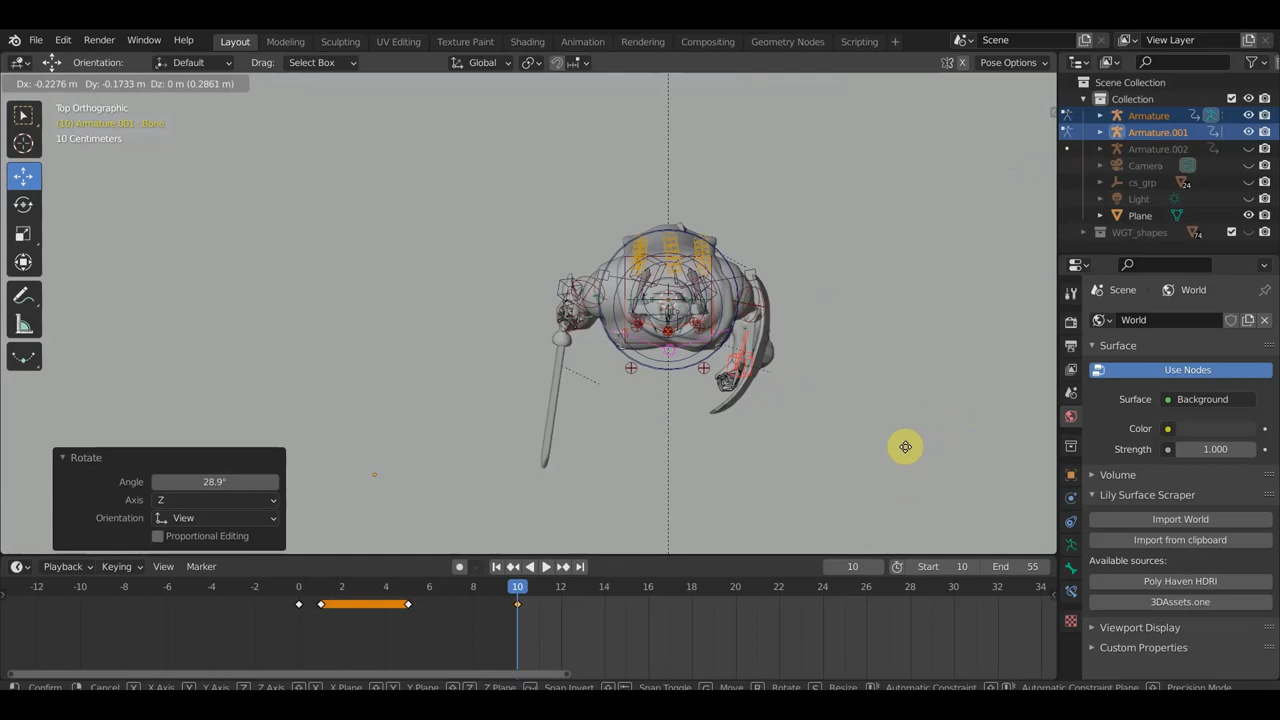 File Edit Render Window Help Layout Modeling Sculpting UV Editing Texture Paint Shading Animation Rendering Compositing Geometry Nodes Scripting + Scene View Layer
Orientation: Default Drag: Select Box Global X Pose Options
Dx: -0.2276 m Dy: -0.1733 m Dz: 0 m (0.2861 m)
Top Orthographic
(10) Armature.001 : Bone
10 Centimeters
Scene Collection
Collection
Armature
Armature.001
Armature.002
Camera
cs_grp 24
Light
Plane
WGT_shapes 74
Scene World
World
Surface
Use Nodes
Surface Background
Color
Strength 1.000
Volume
Lily Surface Scraper
Import World
Import from clipboard
Available sources:
Poly Haven HDRI
3DAssets.one
Viewport Display
Custom Properties
Rotate
Angle 28.9°
Axis Z
Orientation View
Proportional Editing
Playback Keying View Marker 10 Start 10 End 55
-12 -10 -8 -6 -4 -2 0 2 4 6 8 10 12 14 16 18 20 22 24 26 28 30 32 34
Confirm Cancel X X Axis Y Y Axis Z Z Axis X X Plane Y Y Plane Z Z Plane Snap Invert Snap Toggle G Move R Rotate S Resize Automatic Constraint Automatic Constraint Plane Precision Mode